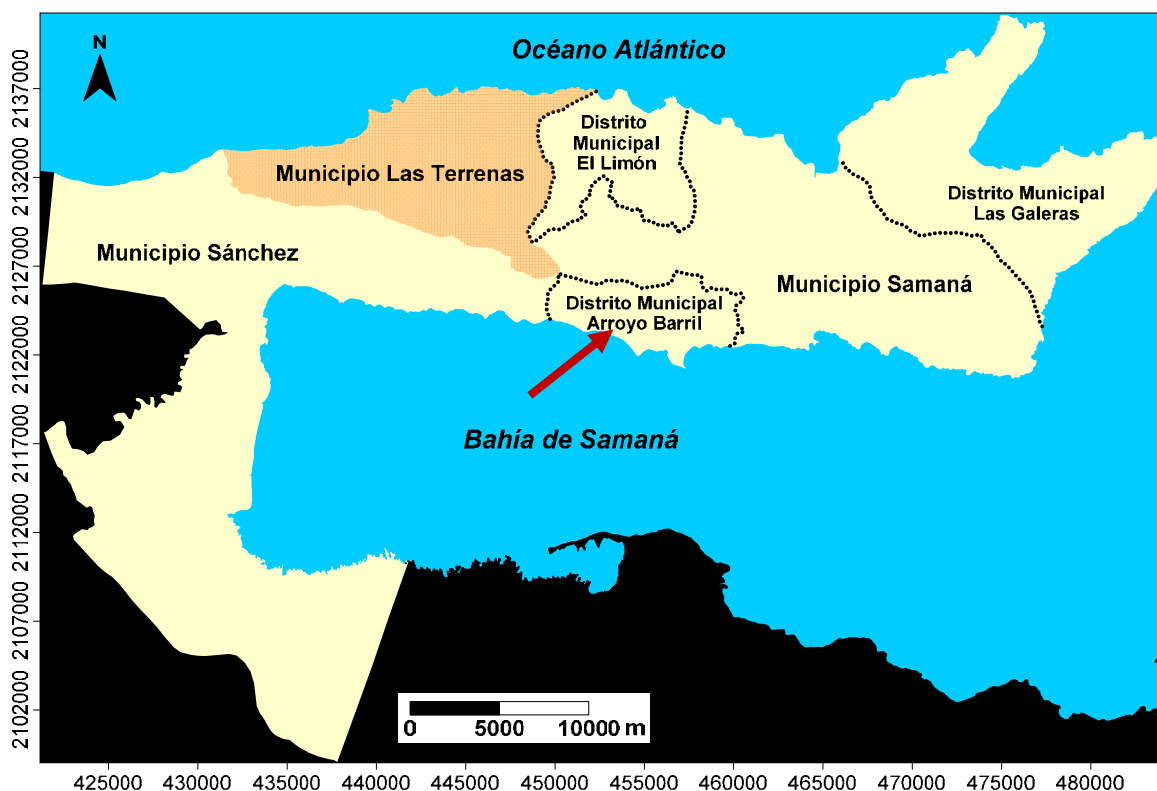 N
Océano Atlántico
Distrito
Municipal
El Limón
Municipio Las Terrenas
Distrito Municipal
Las Galeras
Municipio Sánchez
Municipio Samaná
Distrito Municipal
Arroyo Barril
Bahía de Samaná
0 5000 10000 m
2137000
2132000
2127000
2122000
2117000
2112000
2107000
2102000
425000 430000 435000 440000 445000 450000 455000 460000 465000 470000 475000 480000